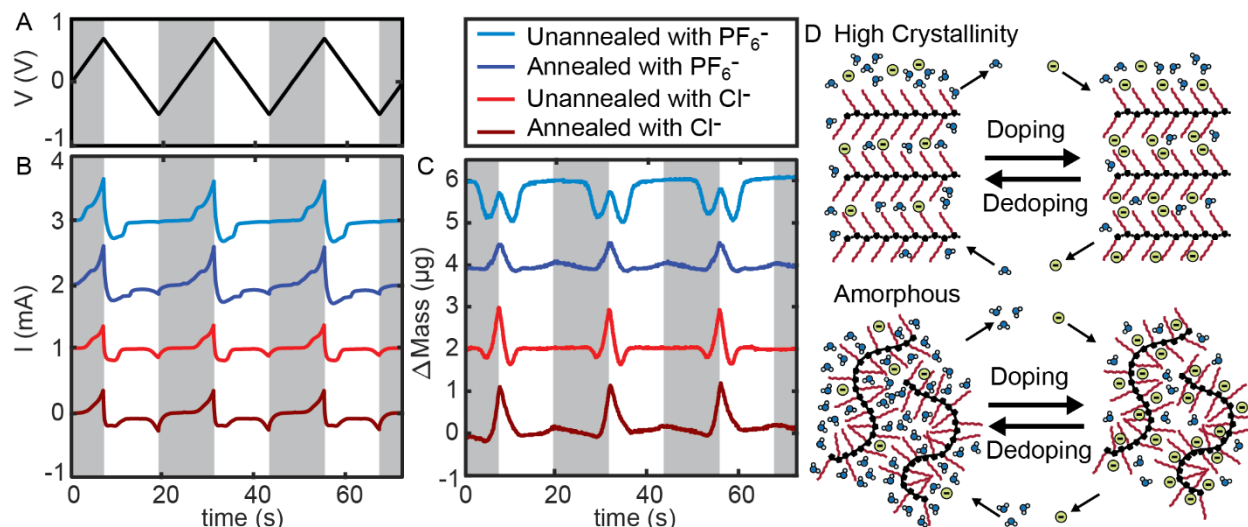 A
1
0
-1
V (V)
Unannealed with PF₆⁻
Annealed with PF₆⁻
Unannealed with Cl⁻
Annealed with Cl⁻
B
4
3
2
1
0
-1
I (mA)
0 20 40 60
time (s)
C
6
5
4
3
2
1
0
-1
ΔMass (μg)
0 20 40 60
time (s)
D High Crystallinity
Doping
Dedoping
Amorphous
Doping
Dedoping